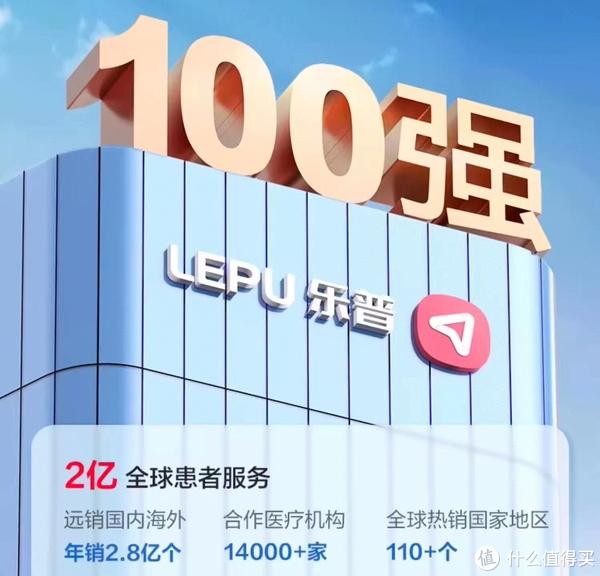 100强
LEPU 乐普
2亿 全球患者服务
远销国内海外 合作医疗机构 全球热销国家地区
年销2.8亿个 14000+家 110+个
值 什么值得买